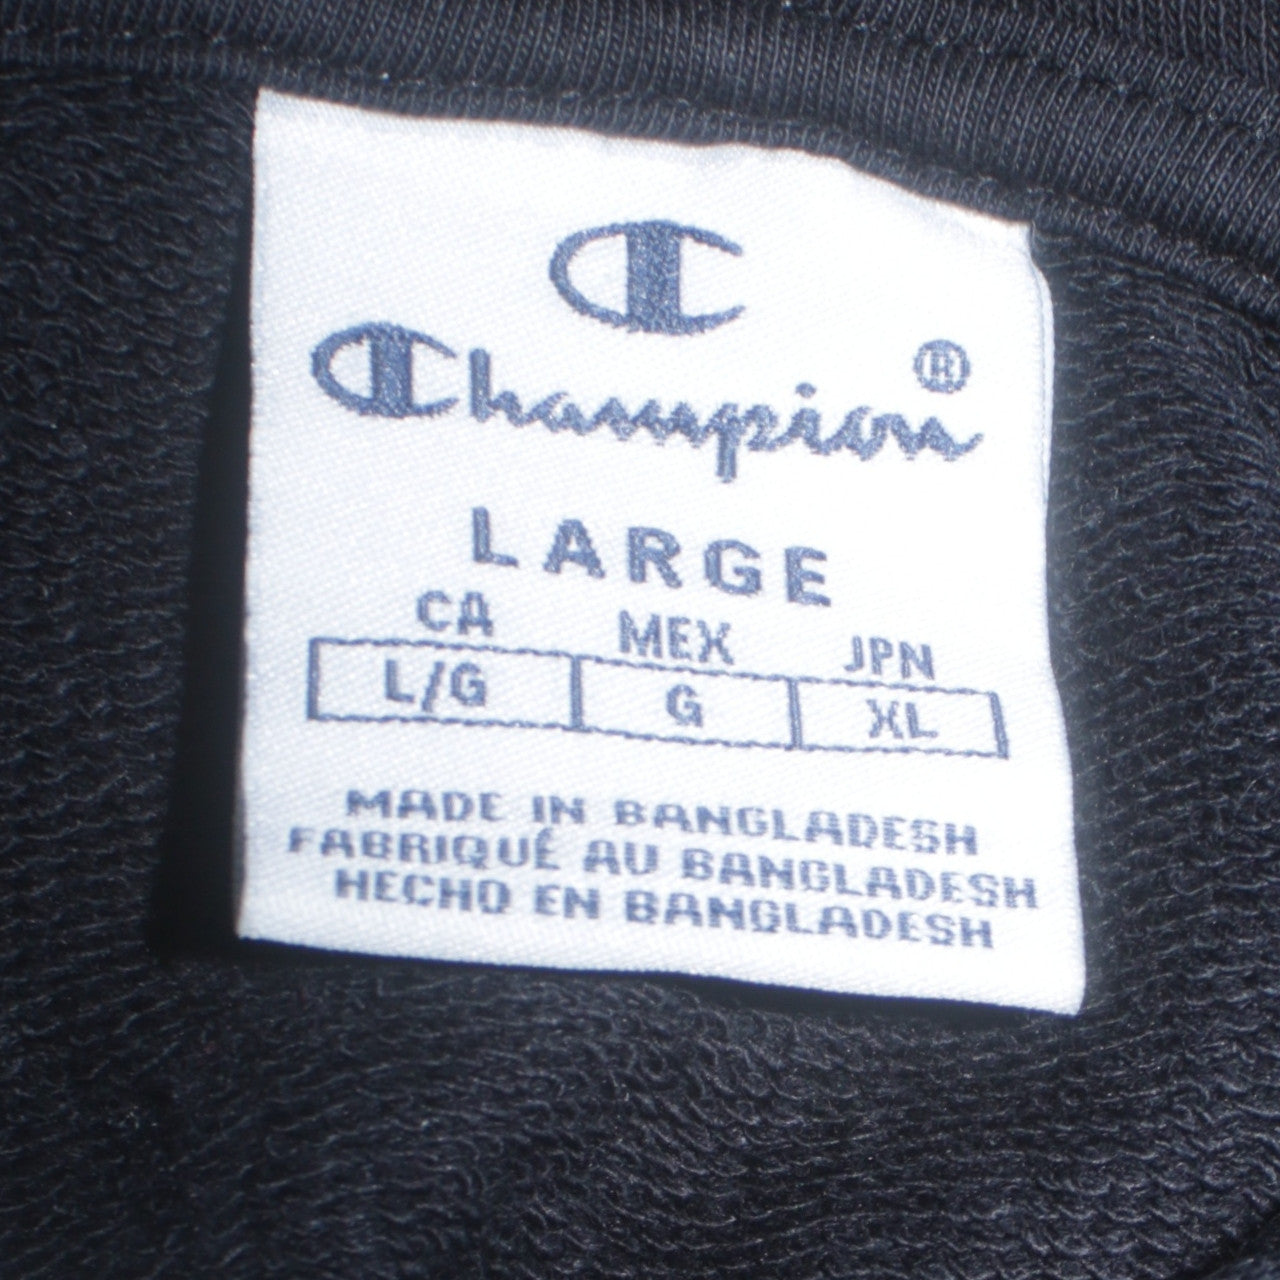 C
Champion®
LARGE
CA MEX JPN
L/G G XL
MADE IN BANGLADESH
FABRIQUÉ AU BANGLADESH
HECHO EN BANGLADESH